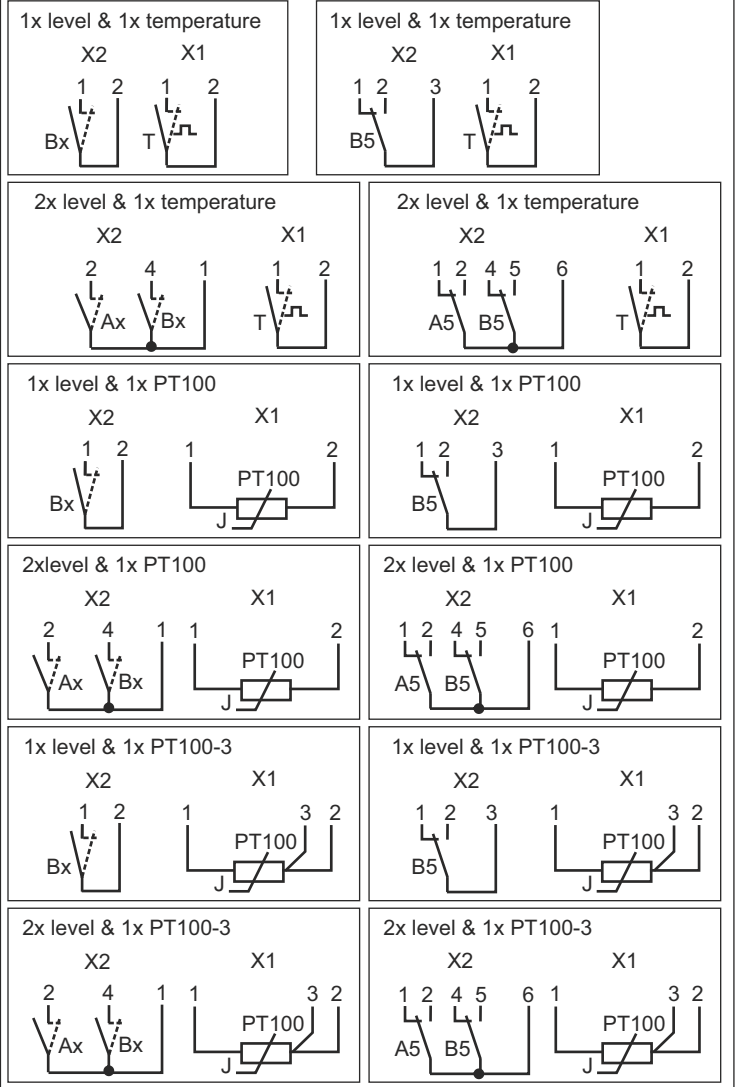 1x level & 1x temperature
X2 X1
1 2 1 2
Bx T
1x level & 1x temperature
X2 X1
1 2 3 1 2
B5 T
2x level & 1x temperature
X2 X1
2 4 1 1 2
Ax Bx T
2x level & 1x temperature
X2 X1
1 2 4 5 6 1 2
A5 B5 T
1x level & 1x PT100
X2 X1
1 2 1 2
PT100
Bx
J
1x level & 1x PT100
X2 X1
1 2 3 1 2
PT100
B5
J
2xlevel & 1x PT100
X2 X1
2 4 1 1 2
PT100
Ax Bx
J
2x level & 1x PT100
X2 X1
1 2 4 5 6 1 2
PT100
A5 B5
J
1x level & 1x PT100-3
X2 X1
1 2 1 3 2
PT100
Bx
J
1x level & 1x PT100-3
X2 X1
1 2 3 1 3 2
PT100
B5
J
2x level & 1x PT100-3
X2 X1
2 4 1 1 3 2
PT100
Ax Bx
J
2x level & 1x PT100-3
X2 X1
1 2 4 5 6 1 3 2
PT100
A5 B5
J